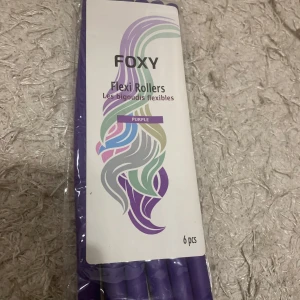 FOXY
Flexi Rollers
Les bigoudis flexibles
PURPLE
6 pcs